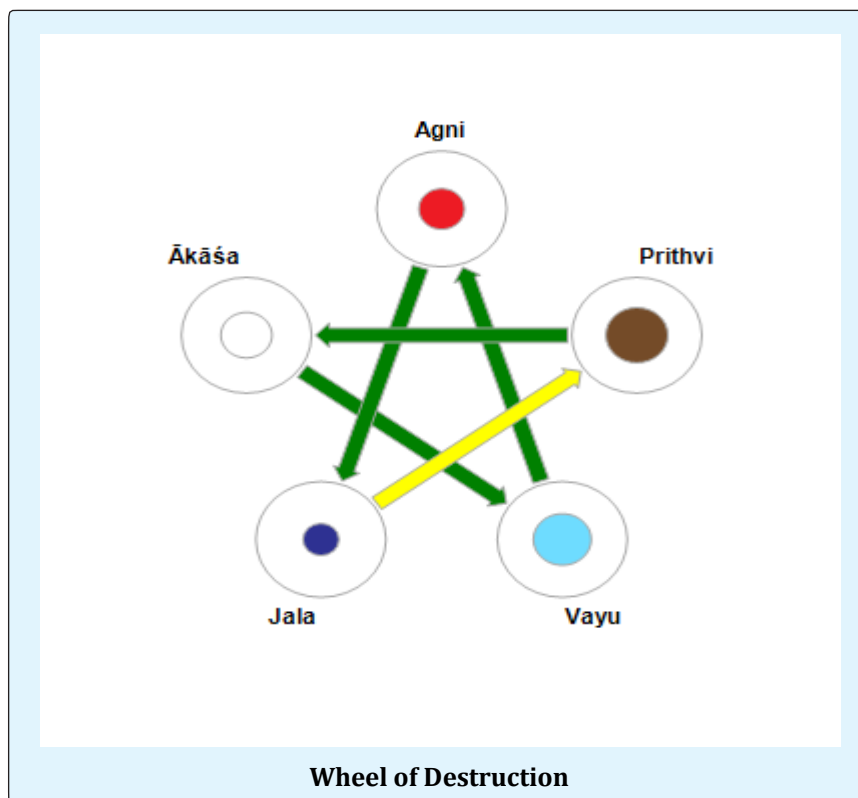 Agni
Ākāśa
Prithvi
Jala
Vayu
Wheel of Destruction